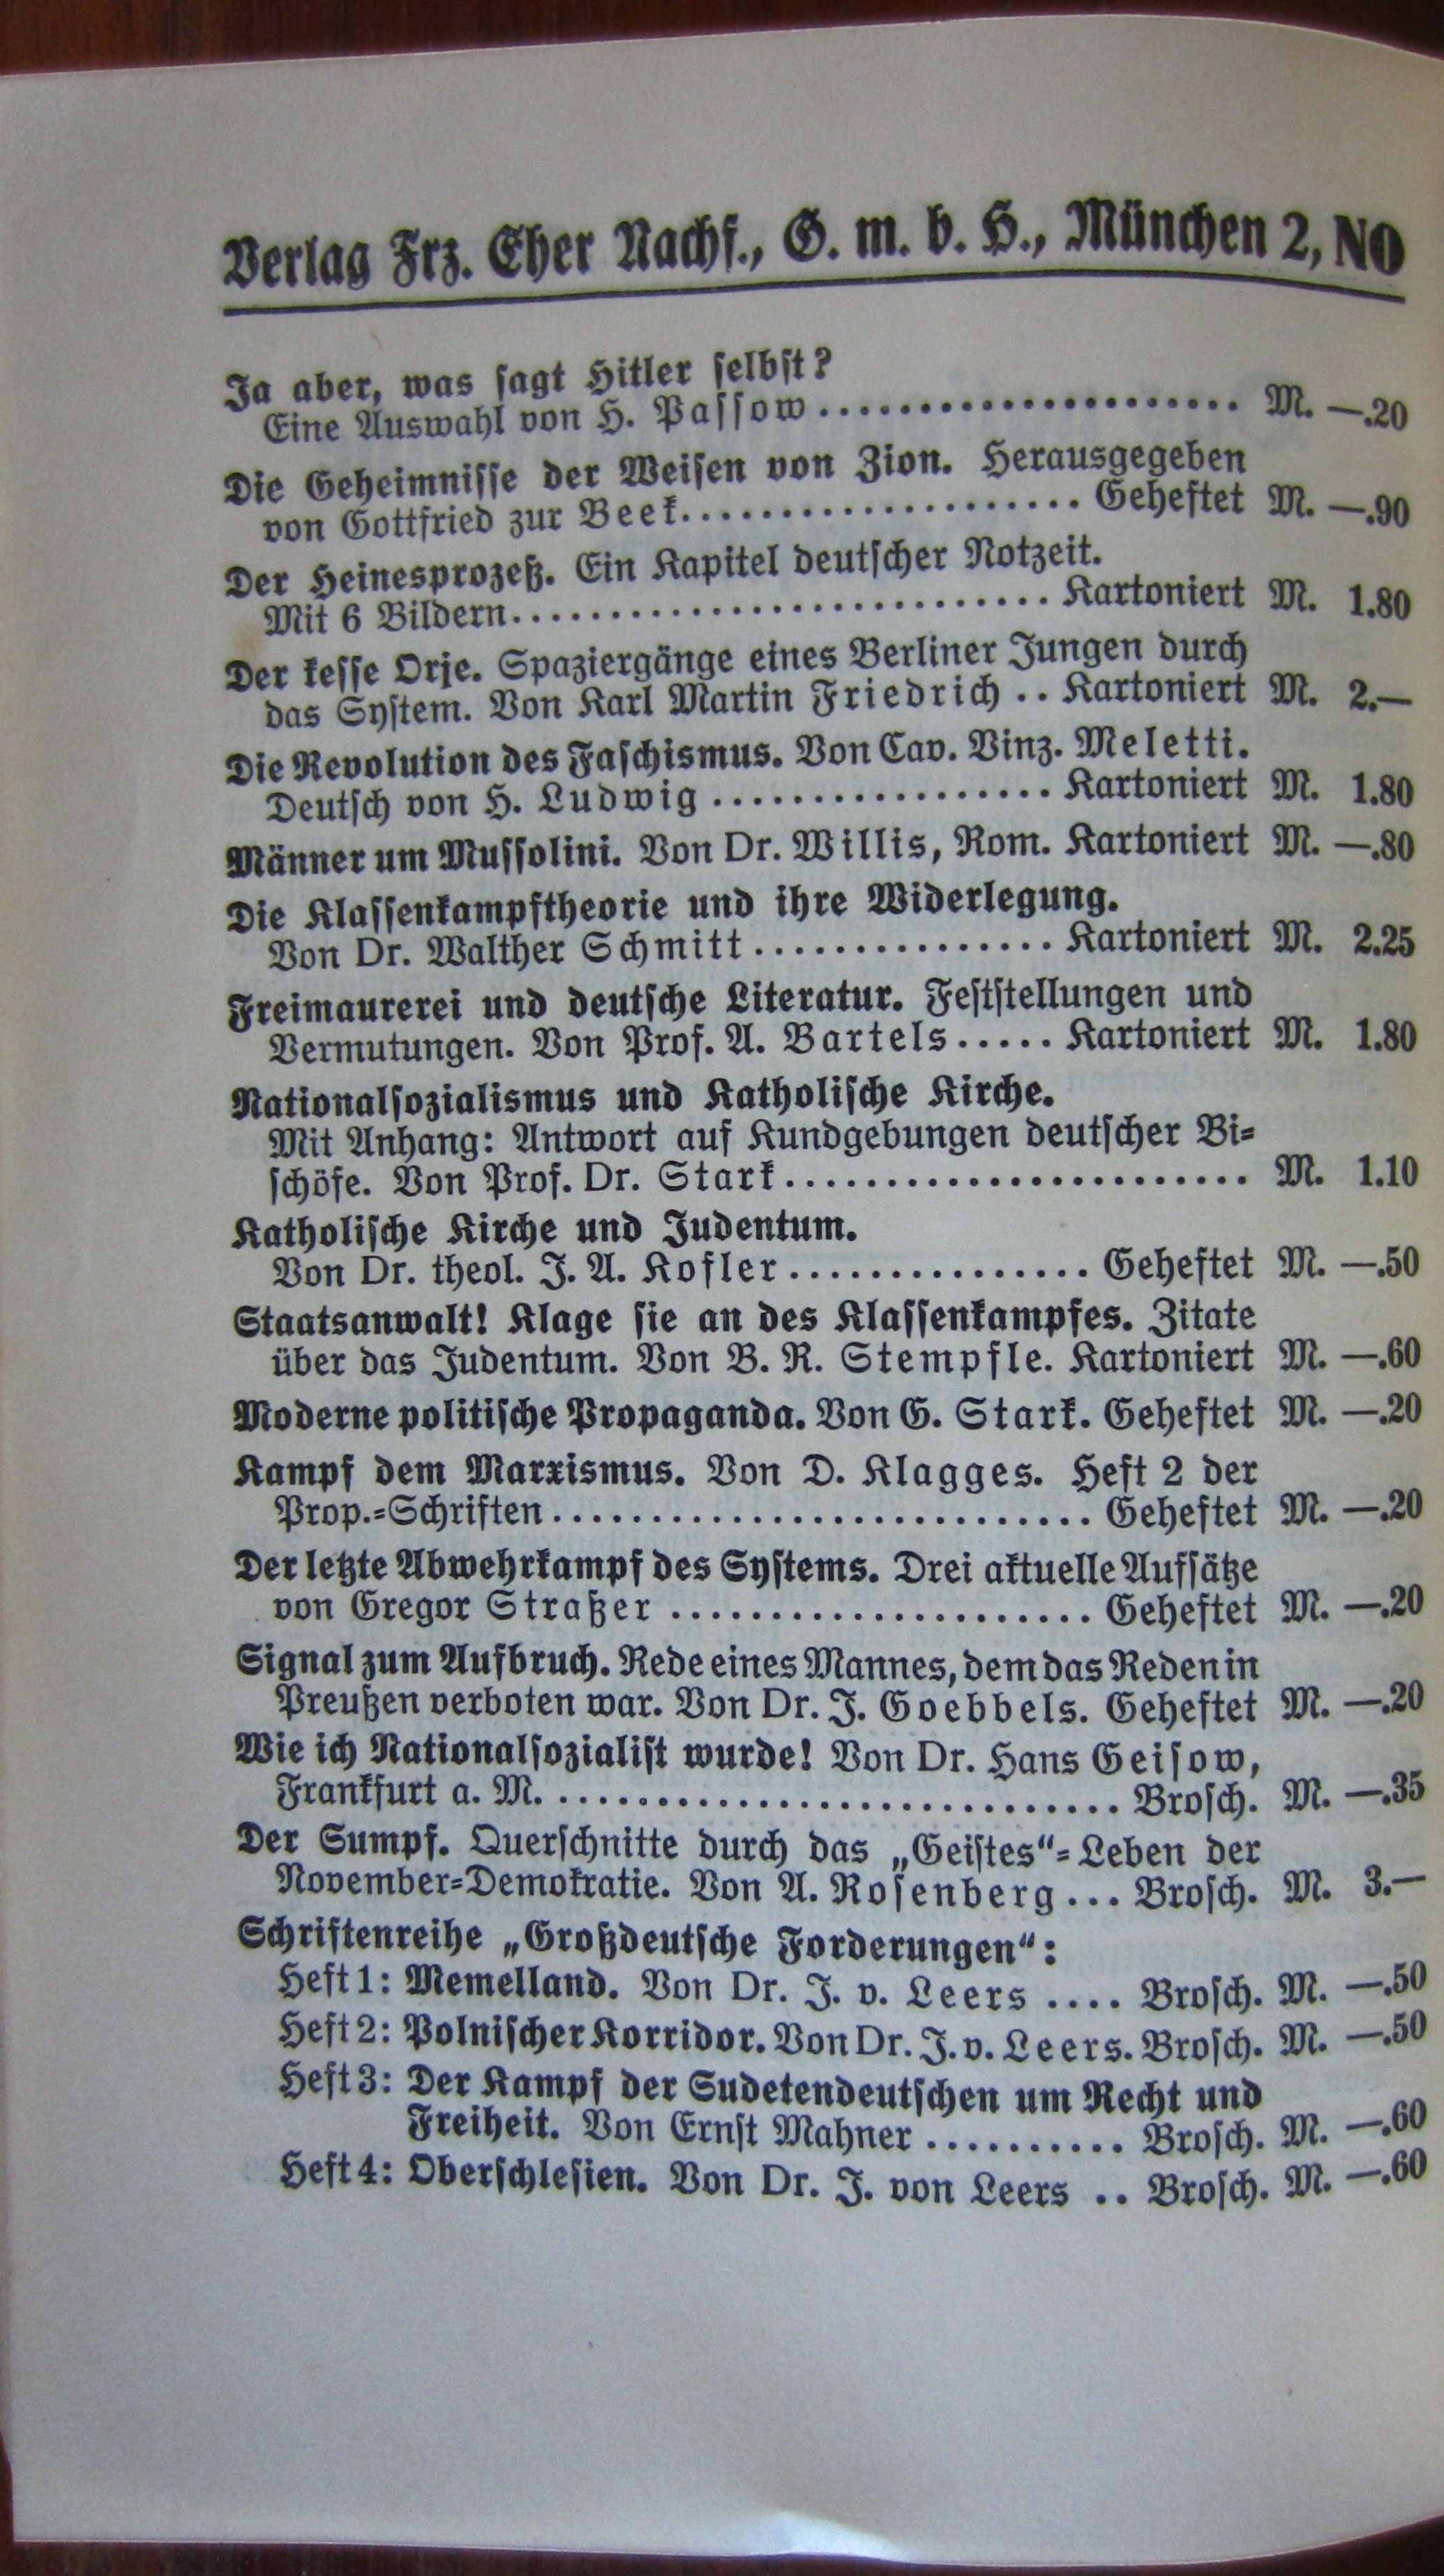 Verlag Frz. Eher Nachf., G. m. b. H., München 2, NO
Ja aber, was sagt Hitler selbst?
Eine Auswahl von H. Passow ..................... M. —.20
Die Geheimnisse der Weisen von Zion. Herausgegeben
von Gottfried zur Beek.................... Geheftet M. —.90
Der Heinesprozeß. Ein Kapitel deutscher Notzeit.
Mit 6 Bildern........................... Kartoniert M. 1.80
Der kesse Orje. Spaziergänge eines Berliner Jungen durch
das System. Von Karl Martin Friedrich .. Kartoniert M. 2.—
Die Revolution des Faschismus. Von Cav. Vinz. Meletti.
Deutsch von H. Ludwig ................. Kartoniert M. 1.80
Männer um Mussolini. Von Dr. Willis, Rom. Kartoniert M. —.80
Die Klassenkampftheorie und ihre Widerlegung.
Von Dr. Walther Schmitt ............... Kartoniert M. 2.25
Freimaurerei und deutsche Literatur. Feststellungen und
Vermutungen. Von Prof. A. Bartels ..... Kartoniert M. 1.80
Nationalsozialismus und Katholische Kirche.
Mit Anhang: Antwort auf Kundgebungen deutscher Bi-
schöfe. Von Prof. Dr. Stark....................... M. 1.10
Katholische Kirche und Judentum.
Von Dr. theol. J. A. Kofler ............... Geheftet M. —.50
Staatsanwalt! Klage sie an des Klassenkampfes. Zitate
über das Judentum. Von B. R. Stempfle. Kartoniert M. —.60
Moderne politische Propaganda. Von G. Stark. Geheftet M. —.20
Kampf dem Marxismus. Von D. Klagges. Heft 2 der
Prop.-Schriften ........................... Geheftet M. —.20
Der letzte Abwehrkampf des Systems. Drei aktuelle Aufsätze
von Gregor Straßer ..................... Geheftet M. —.20
Signal zum Aufbruch. Rede eines Mannes, dem das Reden in
Preußen verboten war. Von Dr. J. Goebbels. Geheftet M. —.20
Wie ich Nationalsozialist wurde! Von Dr. Hans Geisow,
Frankfurt a. M. ............................ Brosch. M. —.35
Der Sumpf. Querschnitte durch das „Geistes“-Leben der
November-Demokratie. Von A. Rosenberg ... Brosch. M. 3.—
Schriftenreihe „Großdeutsche Forderungen“:
Heft 1: Memelland. Von Dr. J. v. Leers .... Brosch. M. —.50
Heft 2: Polnischer Korridor. Von Dr. J. v. Leers. Brosch. M. —.50
Heft 3: Der Kampf der Sudetendeutschen um Recht und
Freiheit. Von Ernst Mahner .......... Brosch. M. —.60
Heft 4: Oberschlesien. Von Dr. J. von Leers .. Brosch. M. —.60